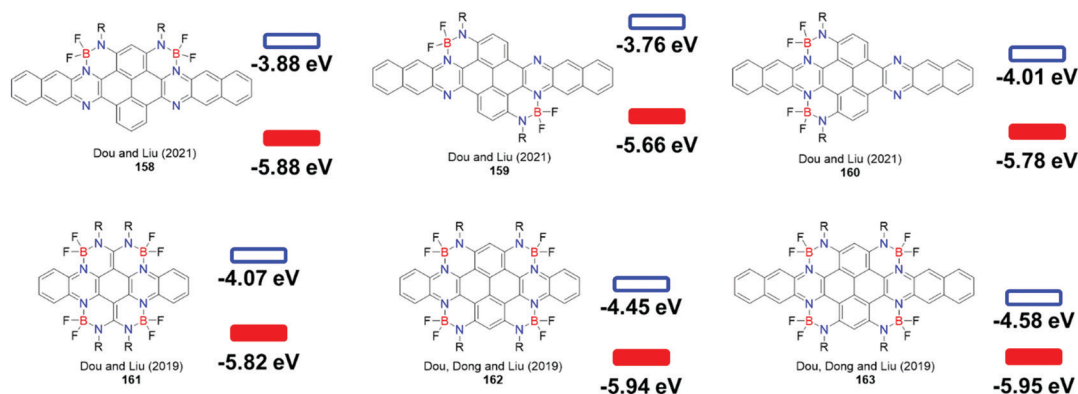 R R
F N N F
B B
F F
N N
N N
-3.88 eV
-5.88 eV
Dou and Liu (2021)
158
R
N
F B
F
N N
N N
B F
N F
R
-3.76 eV
-5.66 eV
Dou and Liu (2021)
159
R
F N
B
F
N N
N N
F B
F N
R
-4.01 eV
-5.78 eV
Dou and Liu (2021)
160
R R
F N N F
F B B F
N N
N N
F B B F
F N N F
R R
-4.07 eV
-5.82 eV
Dou and Liu (2019)
161
R R
F N N F
F B B F
N N
N N
F B B F
F N N F
R R
-4.45 eV
-5.94 eV
Dou, Dong and Liu (2019)
162
R R
F N N F
F B B F
N N
N N
F B B F
F N N F
R R
-4.58 eV
-5.95 eV
Dou, Dong and Liu (2019)
163